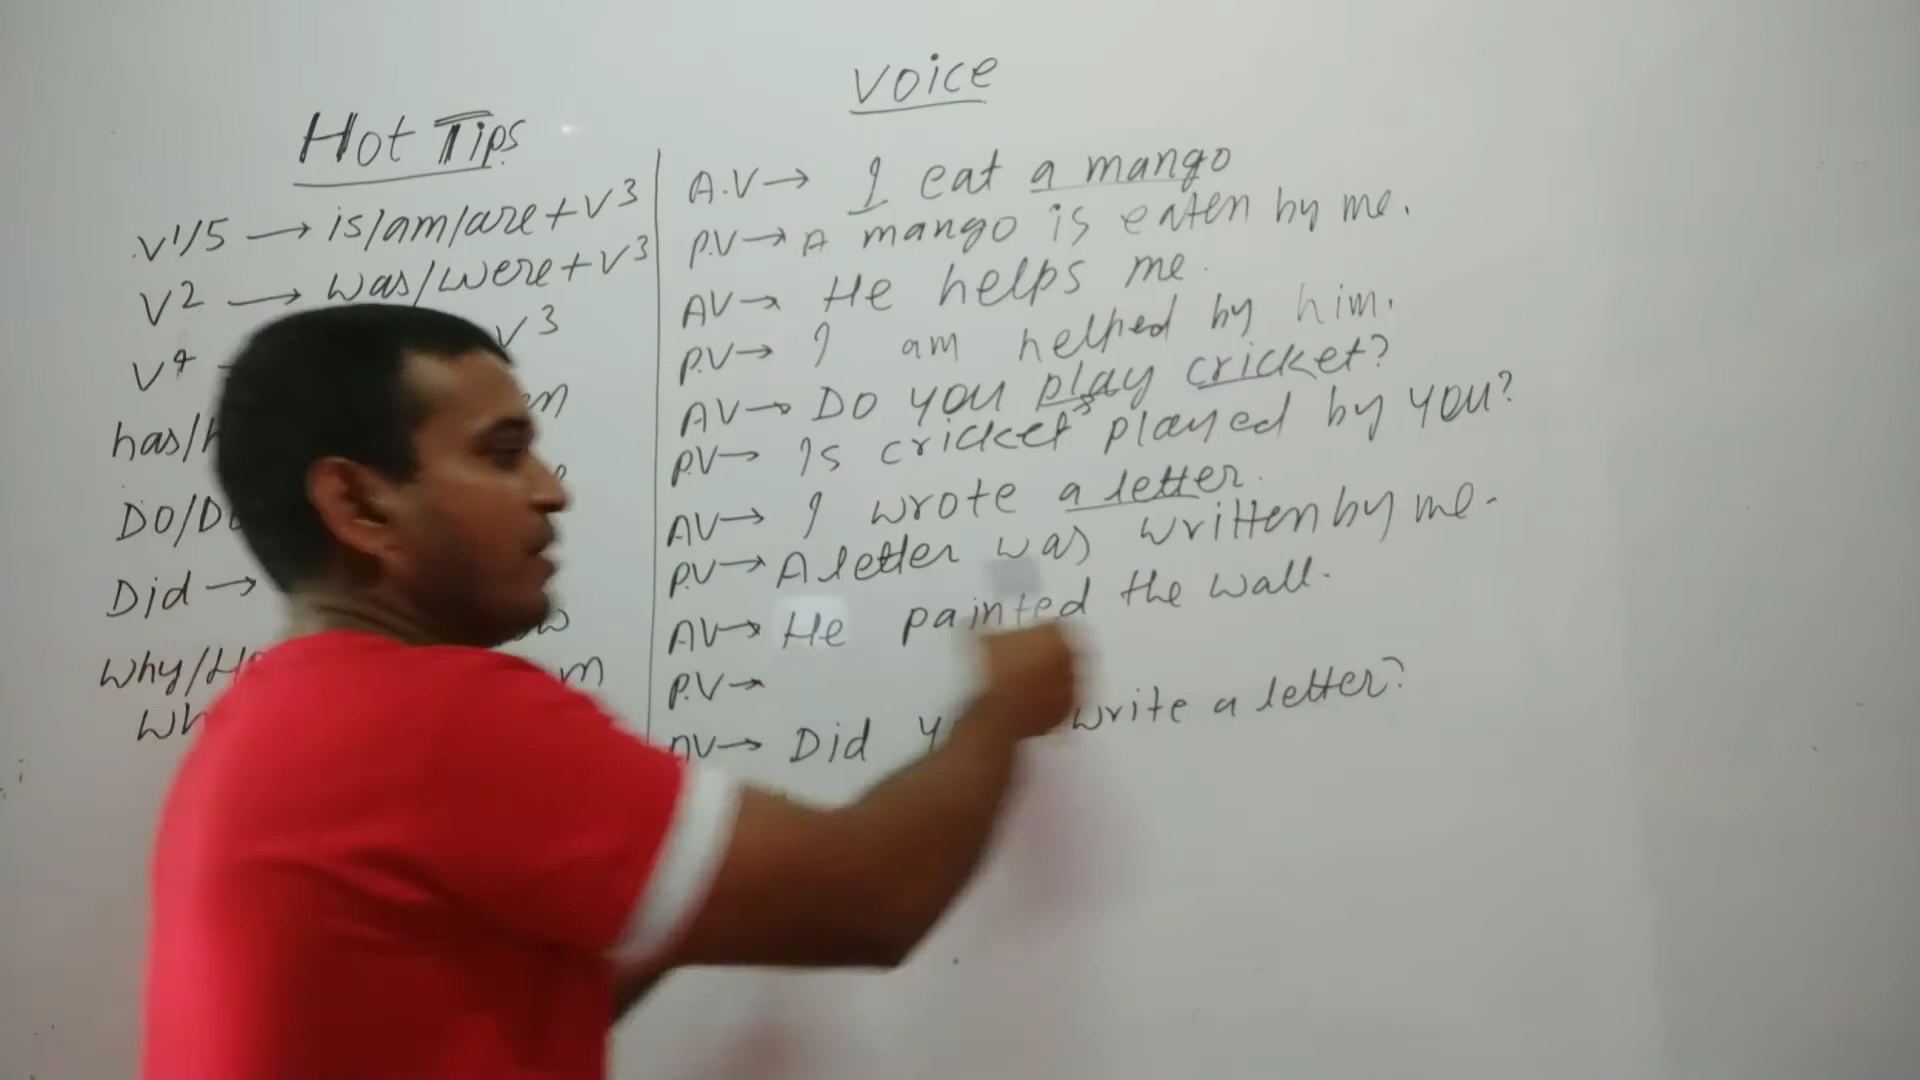 Voice
Hot Tips
V1/5 → is/am/are + V3
V2 → was/were + V3
V4 V3
has/h
DO/D
Did →
Why/H
Wh
A.V → I eat a mango
P.V → A mango is eaten by me.
AV → He helps me.
P.V → I am helped by him.
AV → Do you play cricket?
P.V → Is cricket played by you?
AV → I wrote a letter.
P.V → A letter was written by me.
AV → He painted the wall.
P.V →
AV → Did write a letter?